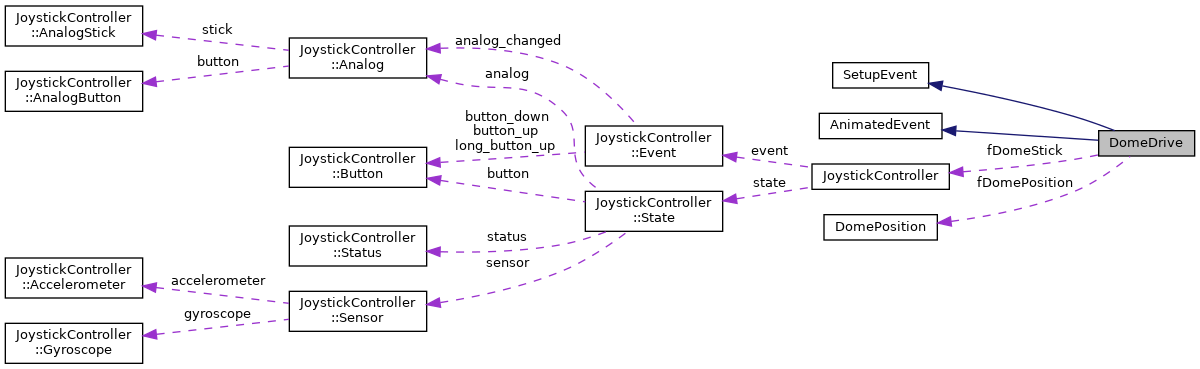 JoystickController
::AnalogStick
stick
JoystickController
::AnalogButton
button
JoystickController
::Analog
analog_changed
analog
button_down
button_up
long_button_up
JoystickController
::Button
button
JoystickController
::Event
event
JoystickController
::State
state
JoystickController
::Status
status
sensor
JoystickController
::Accelerometer
accelerometer
JoystickController
::Sensor
gyroscope
JoystickController
::Gyroscope
SetupEvent
AnimatedEvent
JoystickController
DomePosition
fDomeStick
fDomePosition
DomeDrive